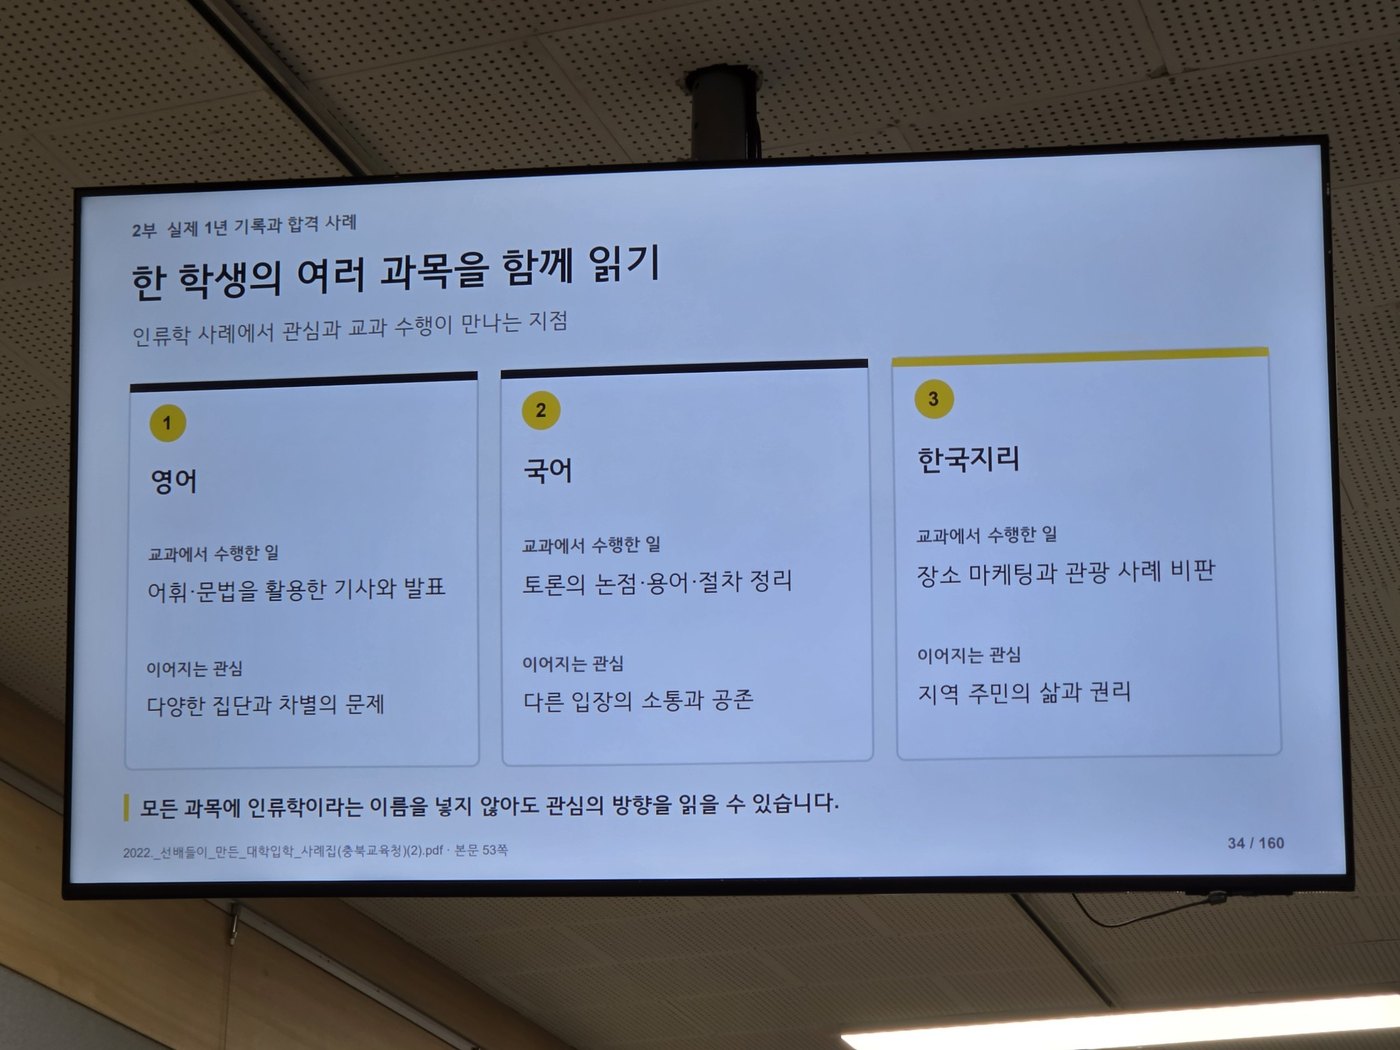 2부 실제 1년 기록과 합격 사례
한 학생의 여러 과목을 함께 읽기
인류학 사례에서 관심과 교과 수행이 만나는 지점
1
영어
교과에서 수행한 일
어휘·문법을 활용한 기사와 발표
이어지는 관심
다양한 집단과 차별의 문제
2
국어
교과에서 수행한 일
토론의 논점·용어·절차 정리
이어지는 관심
다른 입장의 소통과 공존
3
한국지리
교과에서 수행한 일
장소 마케팅과 관광 사례 비판
이어지는 관심
지역 주민의 삶과 권리
모든 과목에 인류학이라는 이름을 넣지 않아도 관심의 방향을 읽을 수 있습니다.
2022._선배들이_만든_대학입학_사례집(충북교육청)(2).pdf · 본문 53쪽
34 / 160